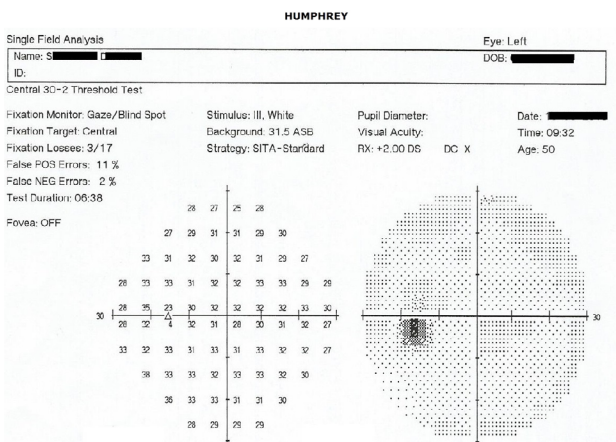 HUMPHREY
Single Field Analysis Eye: Left
Name: S DOB:
ID:
Central 30-2 Threshold Test
Fixation Monitor: Gaze/Blind Spot Stimulus: III, White Pupil Diameter: Date:
Fixation Target: Central Background: 31.5 ASB Visual Acuity: Time: 09:32
Fixation Losses: 3/17 Strategy: SITA-Standard RX: +2.00 DS DC X Age: 50
False POS Errors: 11 %
False NEG Errors: 2 %
Test Duration: 06:38
Fovea: OFF
28 27 25 28
27 29 31 31 29 30
33 31 32 30 32 31 29 27
28 33 33 31 32 32 33 33 29 29
30 28 35 23 30 32 32 32 32 33 30 30
28 32 4 32 31 28 30 31 32 27
33 32 33 31 33 31 33 32 32 27
38 33 33 32 33 33 32 30
36 33 33 31 31 30
28 29 29 29